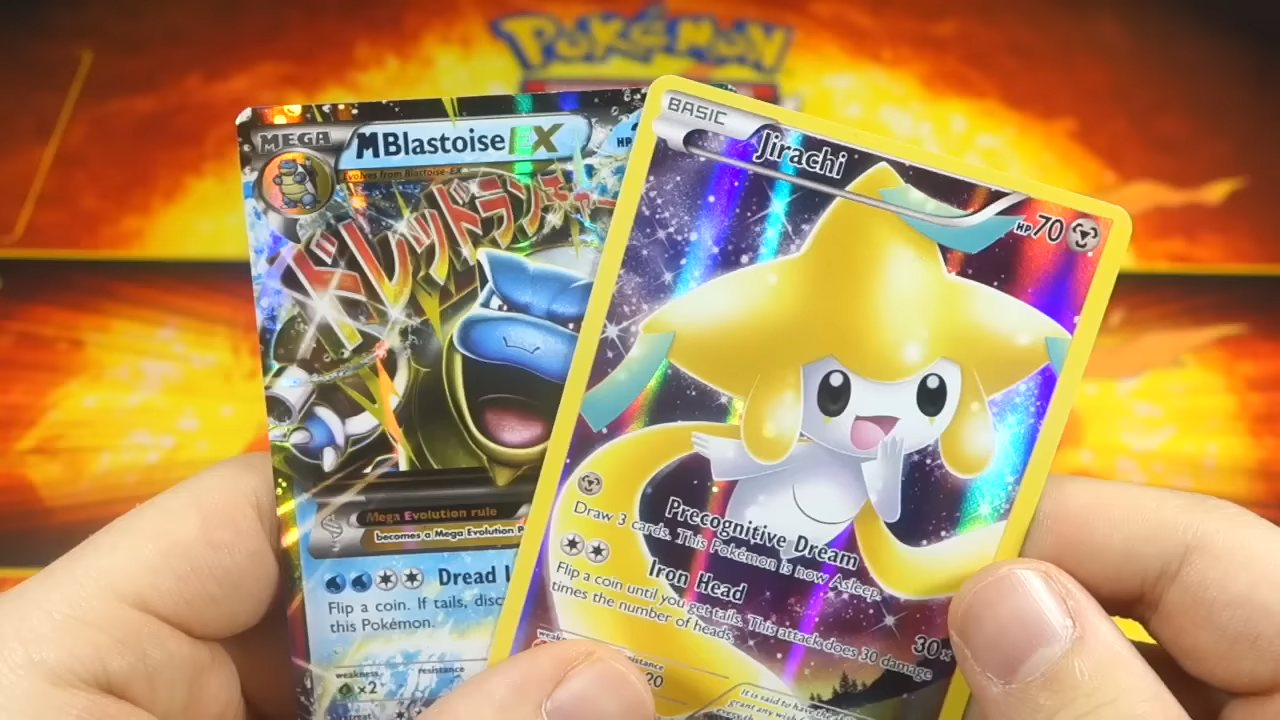 POKÉMON
MEGA
MBlastoise EX
HP
Evolves from Blastoise-EX
ドレッドランチャー
Mega Evolution rule
becomes a Mega Evolution P
Dread
Flip a coin. If tails, disc
this Pokémon.
weakness
resistance
×2
BASIC
Jirachi
HP70
Precognitive Dream
Draw 3 cards. This Pokémon is now Asleep.
Iron Head
30×
Flip a coin until you get tails. This attack does 30 damage
times the number of heads.
20
It is said to have the
grant any wish